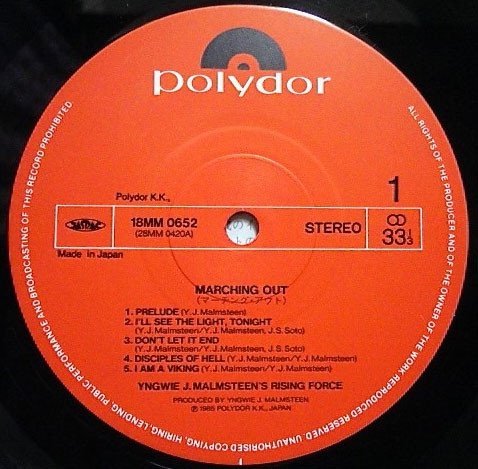 polydor
ALL RIGHTS OF THE PRODUCER AND OF THE OWNER OF THE WORK REPRODUCED RESERVED. UNAUTHORISED COPYING, HIRING, LENDING, PUBLIC PERFORMANCE AND BROADCASTING OF THIS RECORD PROHIBITED.
1
Polydor K.K.,
JASRAC
18MM 0652
(28MM 0420A)
STEREO
33 1/3
Made in Japan
MARCHING OUT
(マーチング・アウト)
1. PRELUDE (Y. J. Malmsteen)
2. I'LL SEE THE LIGHT, TONIGHT
(Y. J. Malmsteen/Y. J. Malmsteen, J. S. Soto)
3. DON'T LET IT END
(Y. J. Malmsteen/Y. J. Malmsteen, J. S. Soto)
4. DISCIPLES OF HELL (Y. J. Malmsteen/Y. J. Malmsteen)
5. I AM A VIKING (Y. J. Malmsteen/Y. J. Malmsteen)
YNGWIE J. MALMSTEEN'S RISING FORCE
PRODUCED BY YNGWIE J. MALMSTEEN
Ⓟ 1985 POLYDOR K.K., JAPAN